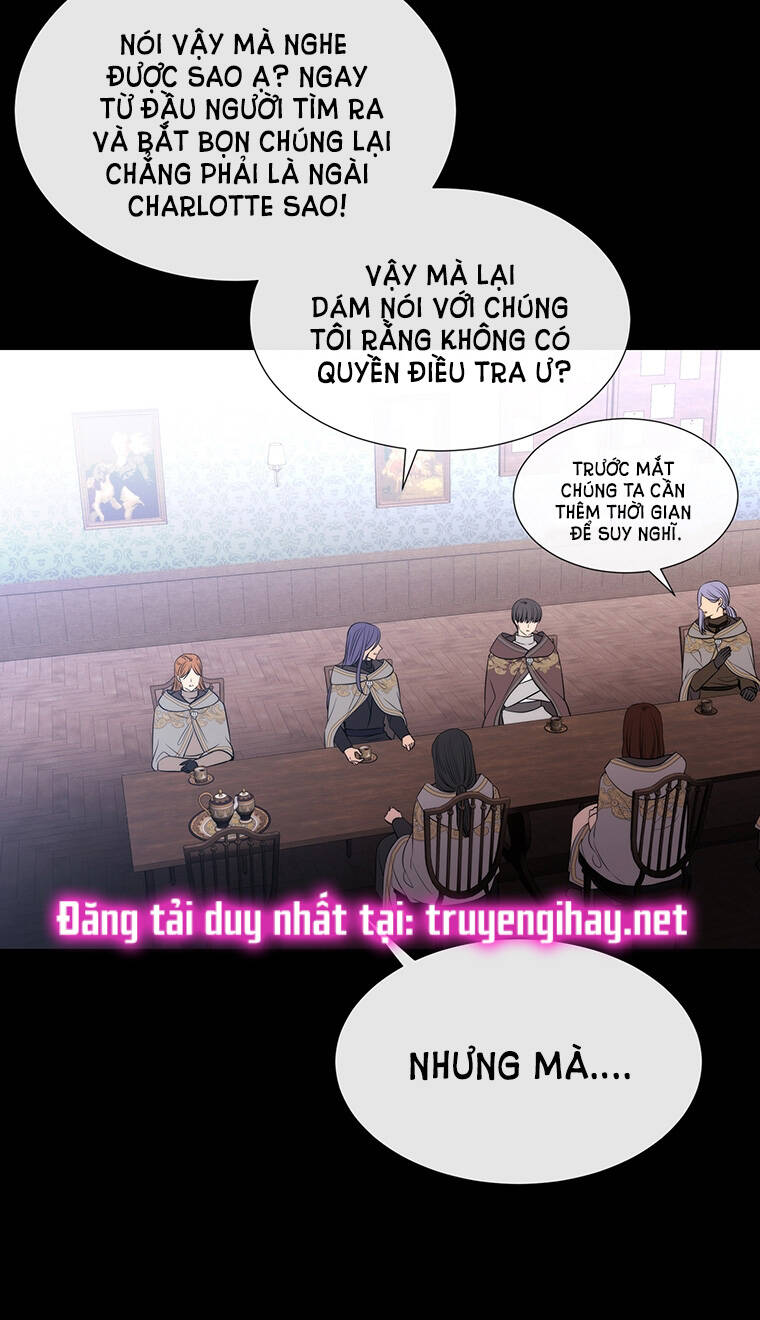 NÓI VẬY MÀ NGHE
ĐƯỢC SAO Ạ? NGAY
TỪ ĐẦU NGƯỜI TÌM RA
VÀ BẮT BỌN CHÚNG LẠI
CHẲNG PHẢI LÀ NGÀI
CHARLOTTE SAO!
VẬY MÀ LẠI
DÁM NÓI VỚI CHÚNG
TÔI RẰNG KHÔNG CÓ
QUYỀN ĐIỀU TRA Ư?
TRƯỚC MẮT
CHÚNG TA CẦN
THÊM THỜI GIAN
ĐỂ SUY NGHĨ.
Đăng tải duy nhất tại: truyengihay.net
NHƯNG MÀ....